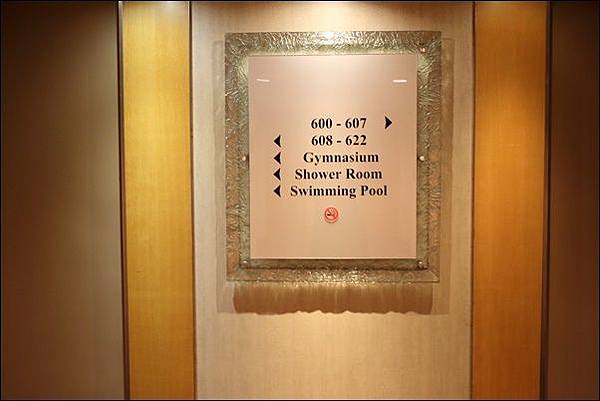 600 - 607
608 - 622
Gymnasium
Shower Room
Swimming Pool